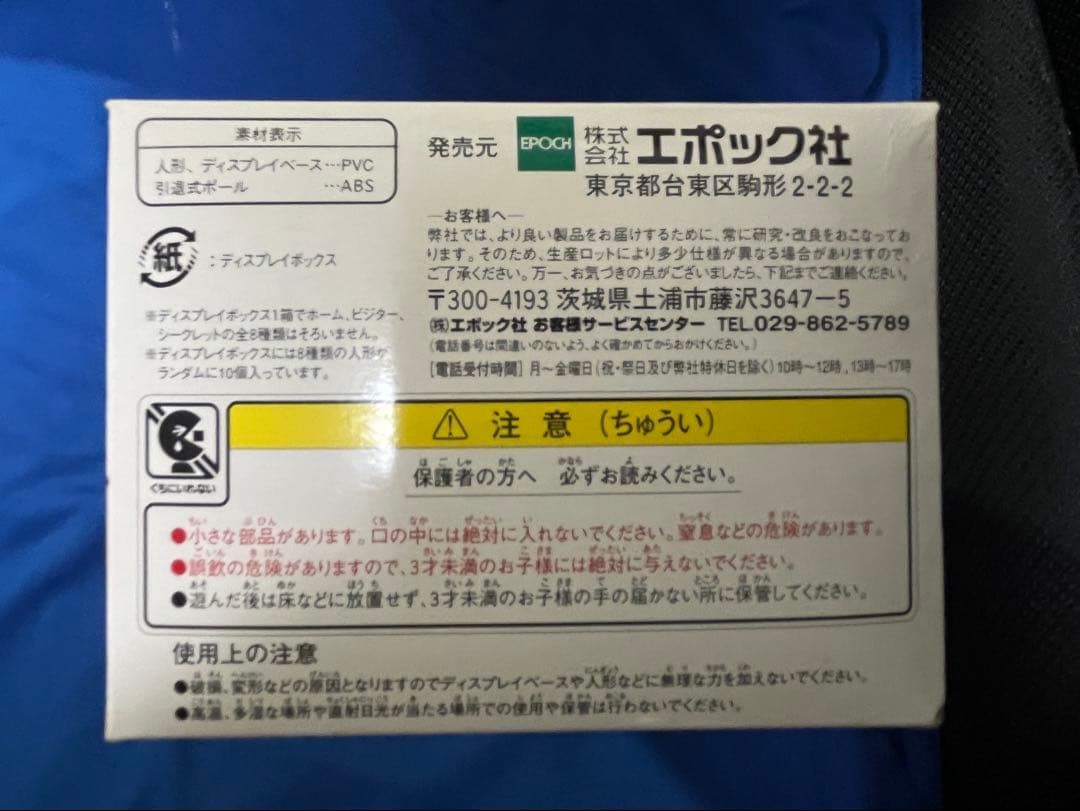 素材表示
人形、ディスプレイベース…PVC
引退式ボール …ABS
発売元 EPOCH 株式会社 エポック社
東京都台東区駒形2-2-2
紙 : ディスプレイボックス
※ディスプレイボックス1箱でホーム、ビジター、
シークレットの全8種類はそろいません。
※ディスプレイボックスには8種類の人形が
ランダムに10個入っています。
―お客様へ―
弊社では、より良い製品をお届けするために、常に研究・改良をおこなってお
ります。そのため、生産ロットにより多少仕様が異なる場合がありますので、
ご了承ください。万一、お気づきの点がございましたら、下記までご連絡ください。
〒300-4193 茨城県土浦市藤沢3647-5
㈱エポック社 お客様サービスセンター TEL.029-862-5789
(電話番号は間違いのないよう、よく確かめてからおかけください。)
[電話受付時間] 月〜金曜日(祝・祭日及び弊社特休日を除く)10時〜12時、13時〜17時
くちにいれない
⚠ 注意 (ちゅうい)
保護者の方へ 必ずお読みください。
●小さな部品があります。口の中には絶対に入れないでください。窒息などの危険があります。
●誤飲の危険がありますので、3才未満のお子様には絶対に与えないでください。
●遊んだ後は床などに放置せず、3才未満のお子様の手の届かない所に保管してください。
使用上の注意
●破損、変形などの原因となりますのでディスプレイベースや人形などに無理な力を加えないでください。
●高温、多湿な場所や直射日光が当たる場所での使用や保管は行わないでください。